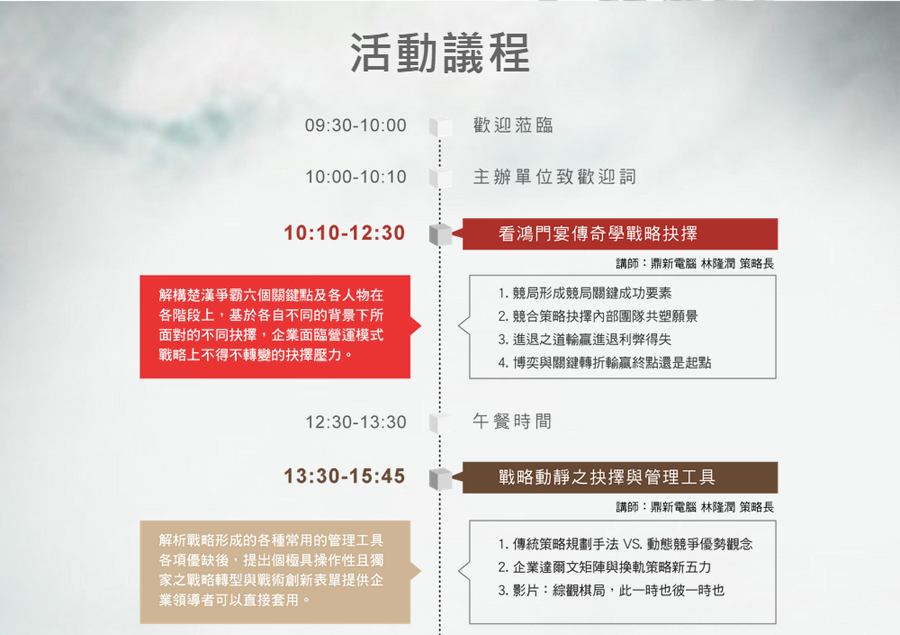 活動議程
09:30-10:00
歡迎蒞臨
10:00-10:10
主辦單位致歡迎詞
10:10-12:30
看鴻門宴傳奇學戰略抉擇
講師：鼎新電腦 林隆潤 策略長
解構楚漢爭霸六個關鍵點及各人物在
各階段上，基於各自不同的背景下所
面對的不同抉擇，企業面臨營運模式
戰略上不得不轉變的抉擇壓力。
1. 競局形成競局關鍵成功要素
2. 競合策略抉擇內部團隊共塑願景
3. 進退之道輸贏進退利弊得失
4. 博奕與關鍵轉折輸贏終點還是起點
12:30-13:30
午餐時間
13:30-15:45
戰略動靜之抉擇與管理工具
講師：鼎新電腦 林隆潤 策略長
解析戰略形成的各種常用的管理工具
各項優缺後，提出個極具操作性且獨
家之戰略轉型與戰術創新表單提供企
業領導者可以直接套用。
1. 傳統策略規劃手法 VS. 動態競爭優勢觀念
2. 企業達爾文矩陣與換軌策略新五力
3. 影片：綜觀棋局，此一時也彼一時也